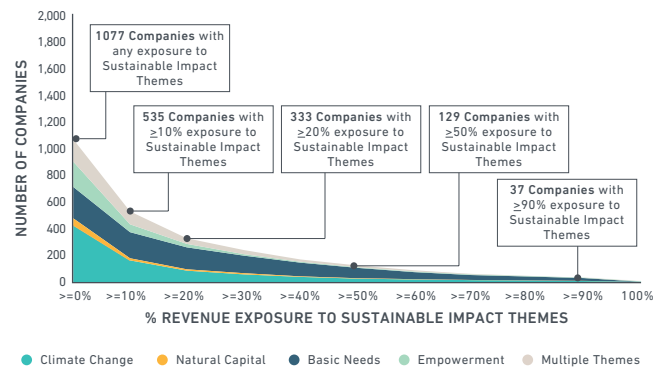 2,000
1,800
1,600
1,400
1,200
1,000
800
600
400
200
0
NUMBER OF COMPANIES
1077 Companies with
any exposure to
Sustainable Impact
Themes
535 Companies with
≥10% exposure to
Sustainable Impact
Themes
333 Companies with
≥20% exposure to
Sustainable Impact
Themes
129 Companies with
≥50% exposure to
Sustainable Impact
Themes
37 Companies with
≥90% exposure to
Sustainable Impact
Themes
>=0% >=10% >=20% >=30% >=40% >=50% >=60% >=70% >=80% >=90% 100%
% REVENUE EXPOSURE TO SUSTAINABLE IMPACT THEMES
Climate Change Natural Capital Basic Needs Empowerment Multiple Themes